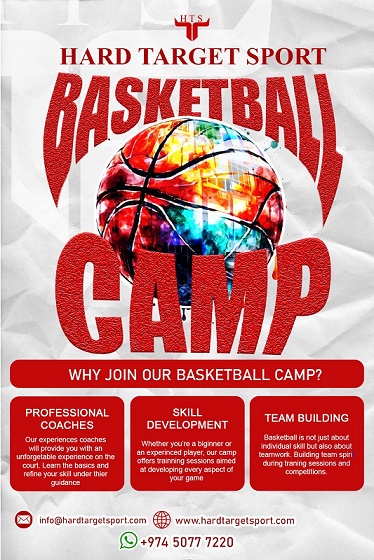 HTS
HARD TARGET SPORT
BASKETBALL
CAMP
WHY JOIN OUR BASKETBALL CAMP?
PROFESSIONAL
COACHES
Our experiences coaches
will provide you with an
unforgetable experience on the
court. Learn the basics and
refine your skill under thier
guidance
SKILL
DEVELOPMENT
Whether you're a biginner or
an experinced player, our camp
offers trainning sessions aimed
at developing every aspect of
your game
TEAM BUILDING
Basketball is not just about
individual skill but also about
teamwork. Building team spiri
during traning sessions and
competitions.
info@hardtargetsport.com
www.hardtargetsport.com
+974 5077 7220